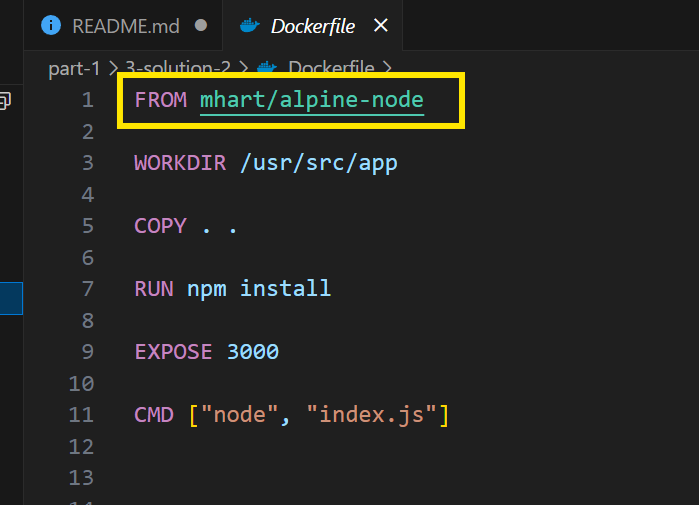 README.md
Dockerfile
part-1 > 3-solution-2 > Dockerfile >
1 FROM mhart/alpine-node
2
3 WORKDIR /usr/src/app
4
5 COPY . .
6
7 RUN npm install
8
9 EXPOSE 3000
10
11 CMD ["node", "index.js"]
12
13
14